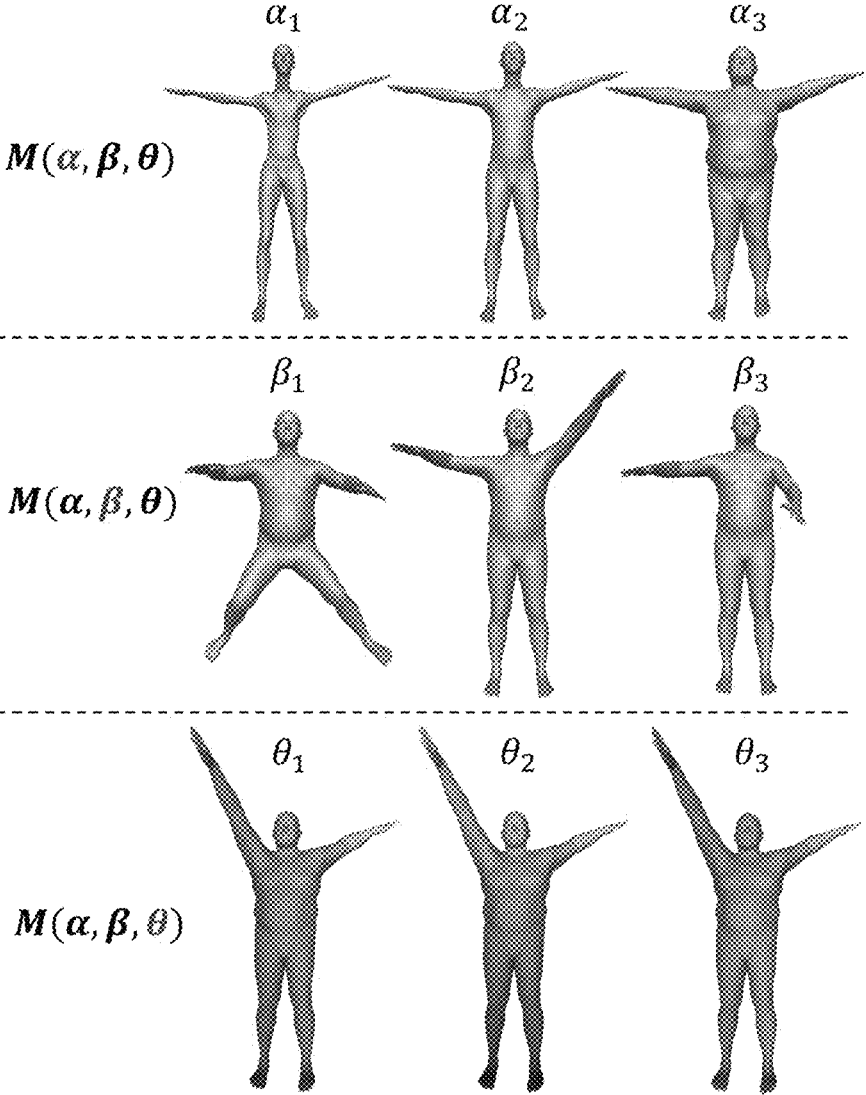 α₁ α₂ α₃
M(α, β, θ)
β₁ β₂ β₃
M(α, β, θ)
θ₁ θ₂ θ₃
M(α, β, θ)